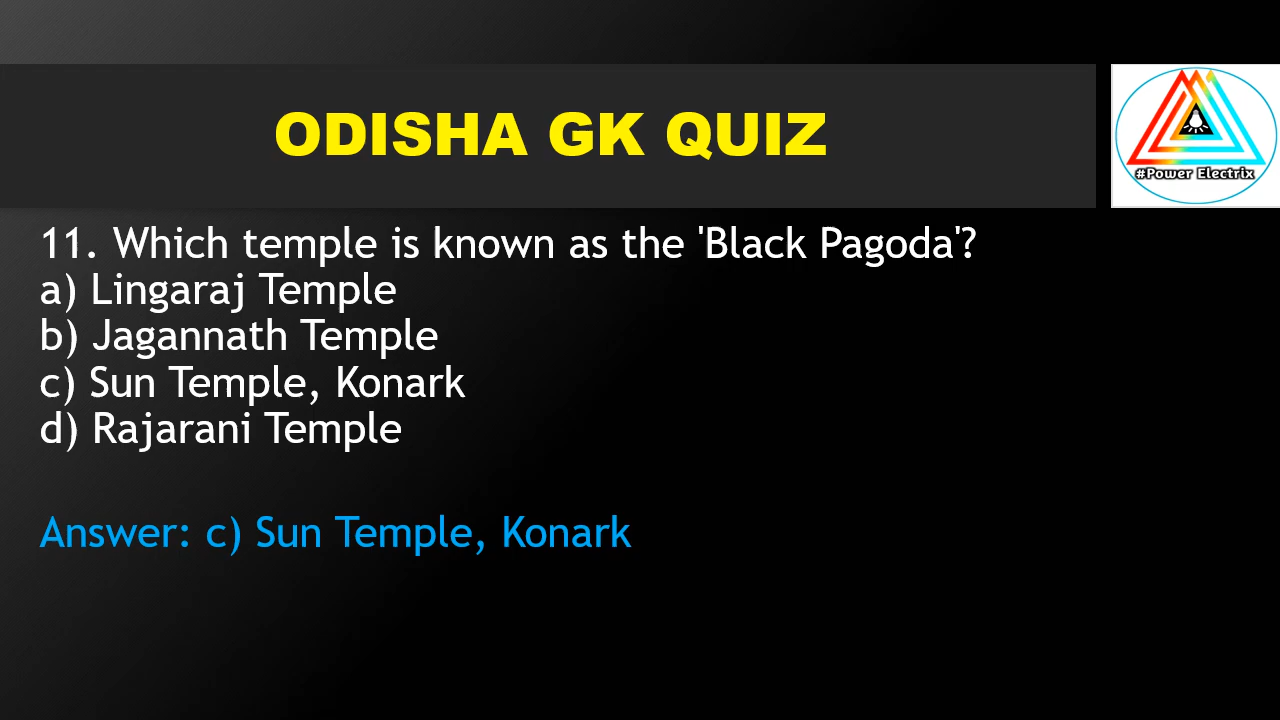 ODISHA GK QUIZ
#Power Electrix
11. Which temple is known as the 'Black Pagoda'?
a) Lingaraj Temple
b) Jagannath Temple
c) Sun Temple, Konark
d) Rajarani Temple
Answer: c) Sun Temple, Konark